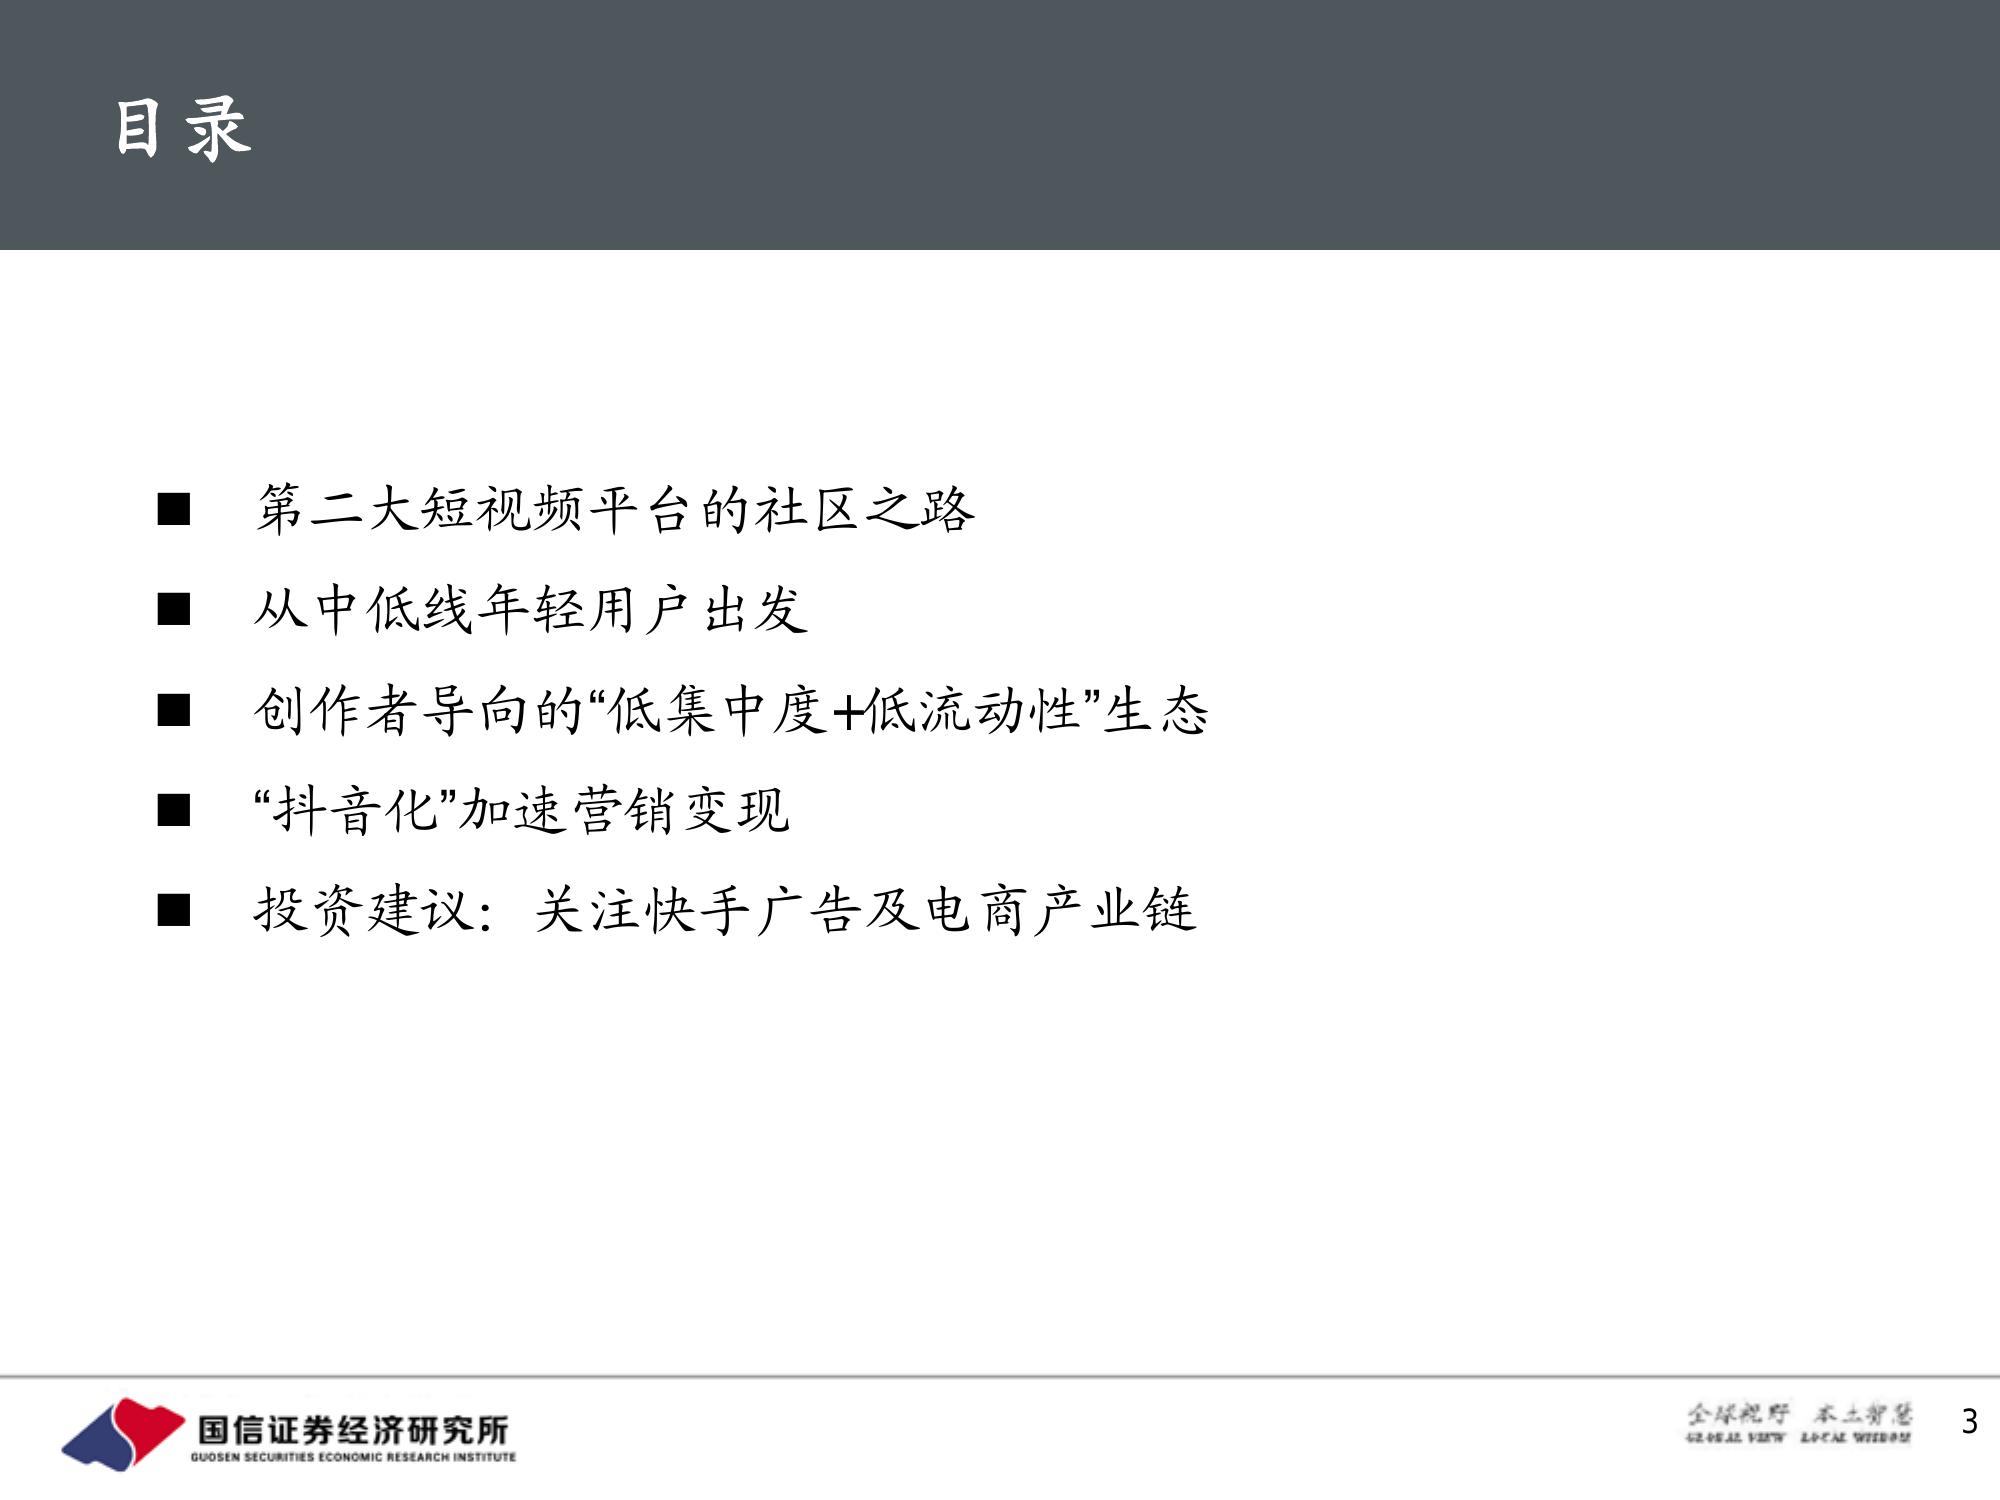 目录
■ 第二大短视频平台的社区之路
■ 从中低线年轻用户出发
■ 创作者导向的“低集中度+低流动性”生态
■ “抖音化”加速营销变现
■ 投资建议：关注快手广告及电商产业链
国信证券经济研究所
GUOSEN SECURITIES ECONOMIC RESEARCH INSTITUTE
全球视野 本土智慧
GLOBAL VIEW LOCAL WISDOM
3